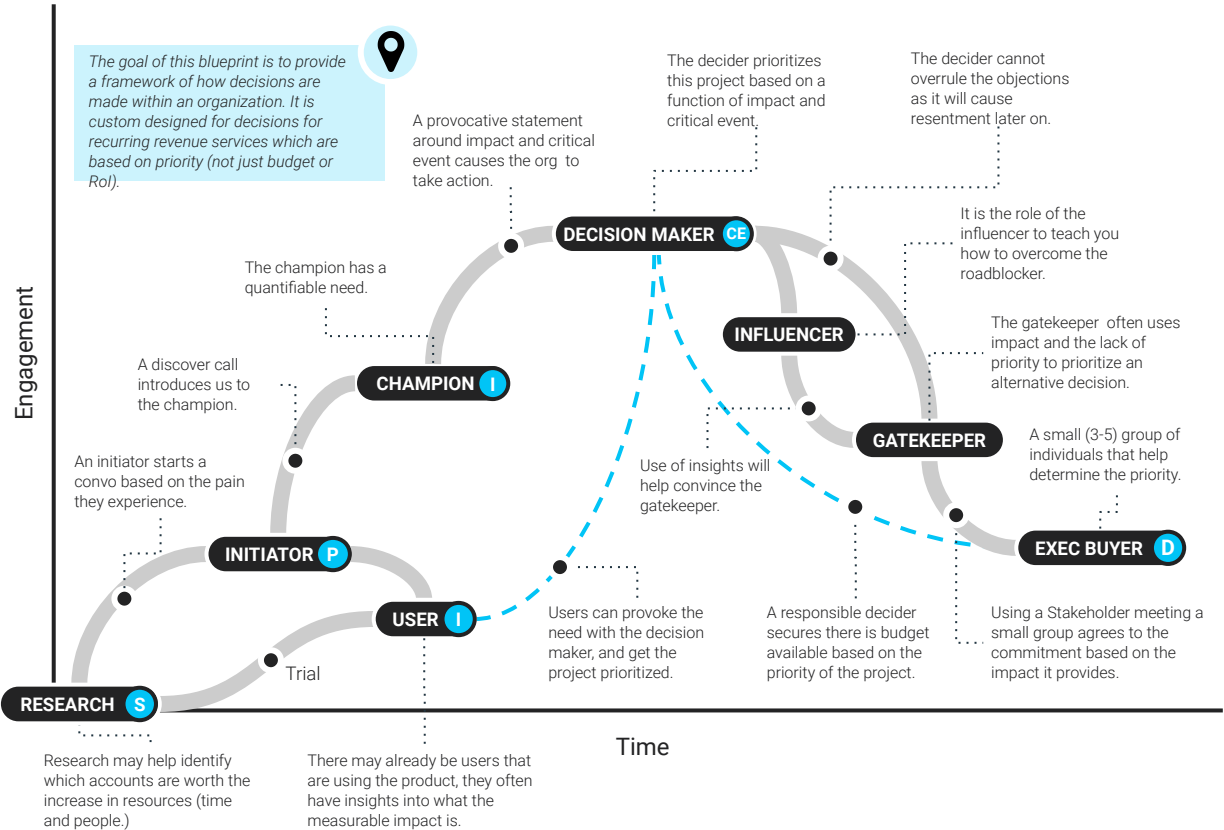 The goal of this blueprint is to provide
a framework of how decisions are
made within an organization. It is
custom designed for decisions for
recurring revenue services which are
based on priority (not just budget or
RoI).
A provocative statement
around impact and critical
event causes the org to
take action.
The decider prioritizes
this project based on a
function of impact and
critical event.
The decider cannot
overrule the objections
as it will cause
resentment later on.
DECISION MAKER CE
It is the role of the
influencer to teach you
how to overcome the
roadblocker.
The champion has a
quantifiable need.
INFLUENCER
The gatekeeper often uses
impact and the lack of
priority to prioritize an
alternative decision.
A discover call
introduces us to
the champion.
CHAMPION I
Engagement
GATEKEEPER
A small (3-5) group of
individuals that help
determine the priority.
An initiator starts a
convo based on the pain
they experience.
Use of insights will
help convince the
gatekeeper.
INITIATOR P
EXEC BUYER D
USER I
Users can provoke the
need with the decision
maker, and get the
project prioritized.
A responsible decider
secures there is budget
available based on the
priority of the project.
Using a Stakeholder meeting a
small group agrees to the
commitment based on the
impact it provides.
Trial
RESEARCH S
Time
Research may help identify
which accounts are worth the
increase in resources (time
and people.)
There may already be users that
are using the product, they often
have insights into what the
measurable impact is.